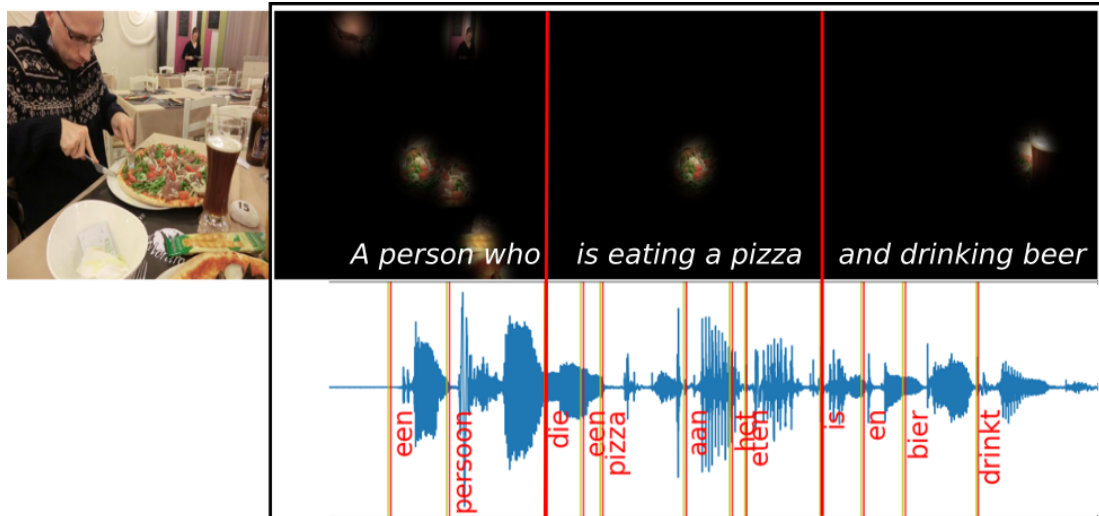 15
A person who is eating a pizza and drinking beer
een persoon die een pizza aan het eten is en bier drinkt